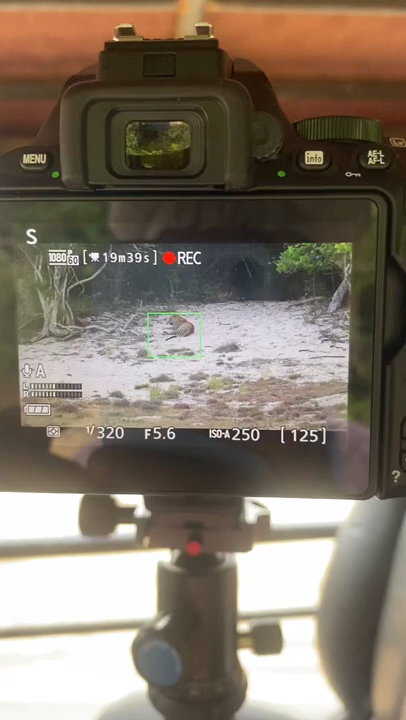 MENU
info
AE-L
AF-L
S
1080 P 60 [19m39s] REC
A
L
R
1/320 F5.6 ISO-A 250 [125]
?